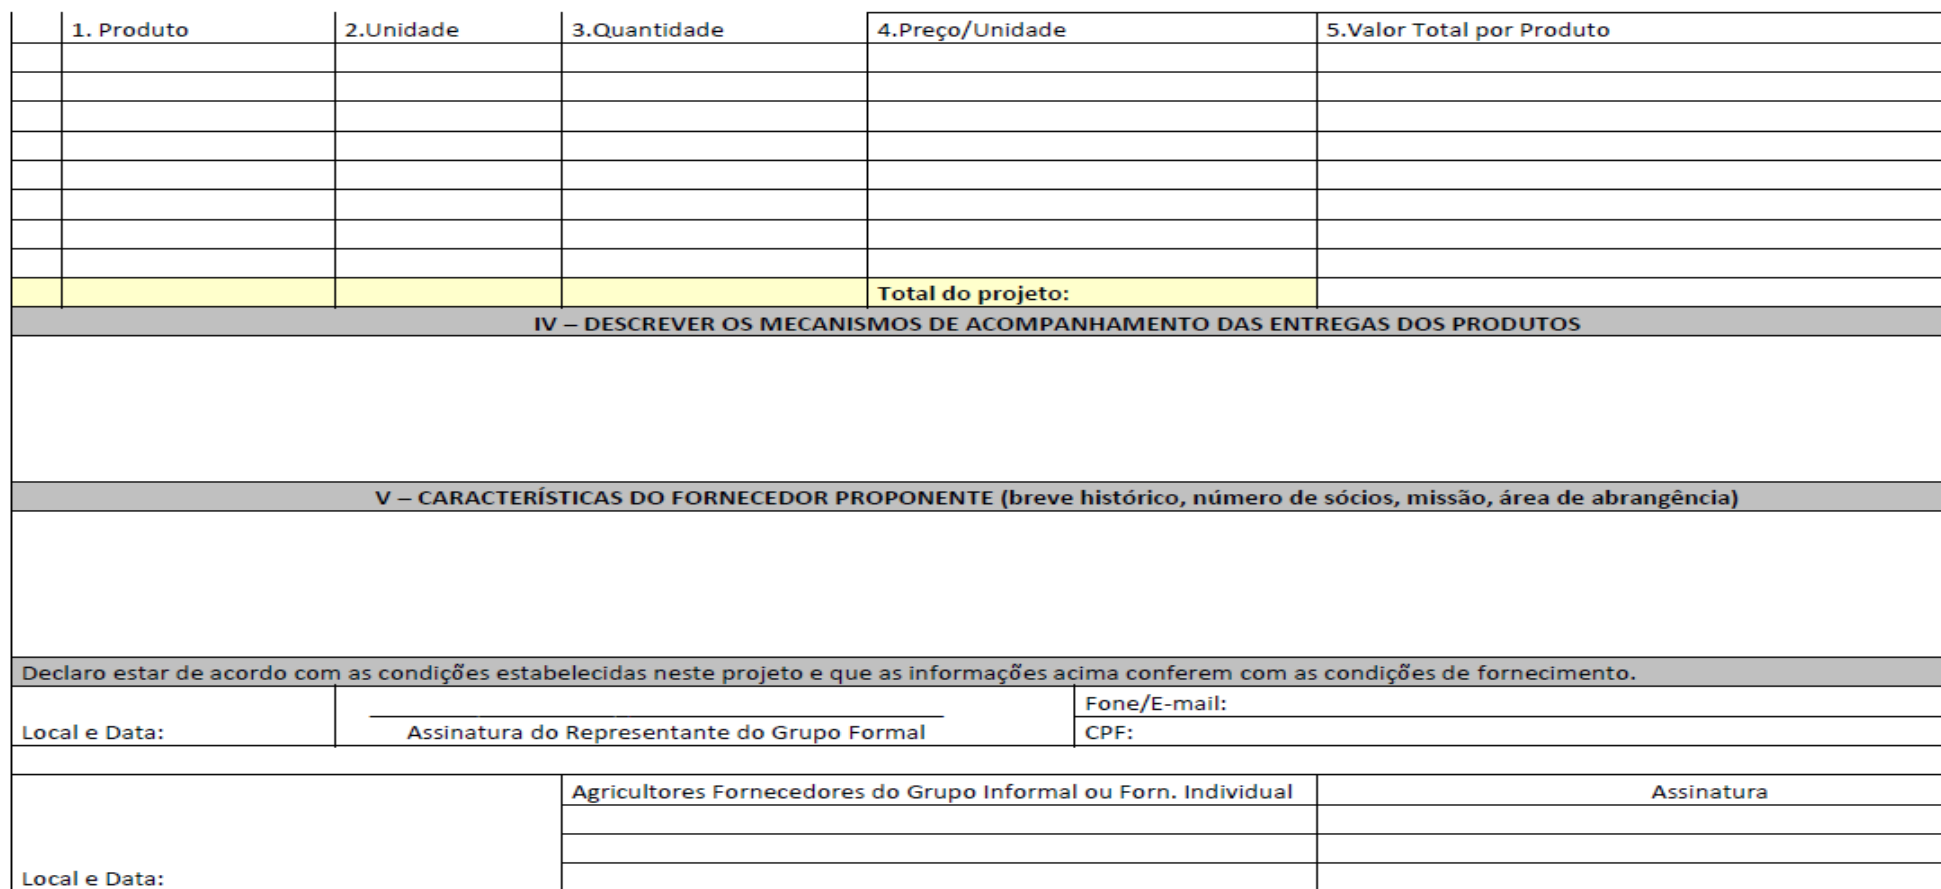 1. Produto 2.Unidade 3.Quantidade 4.Preço/Unidade 5.Valor Total por Produto
Total do projeto:
IV – DESCREVER OS MECANISMOS DE ACOMPANHAMENTO DAS ENTREGAS DOS PRODUTOS
V – CARACTERÍSTICAS DO FORNECEDOR PROPONENTE (breve histórico, número de sócios, missão, área de abrangência)
Declaro estar de acordo com as condições estabelecidas neste projeto e que as informações acima conferem com as condições de fornecimento.
Fone/E-mail:
Local e Data: Assinatura do Representante do Grupo Formal CPF:
Agricultores Fornecedores do Grupo Informal ou Forn. Individual Assinatura
Local e Data: